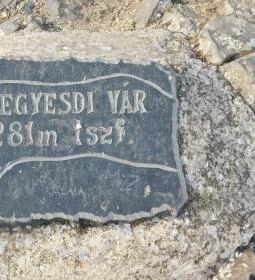 EGYESDI VÁR
281m tszf.